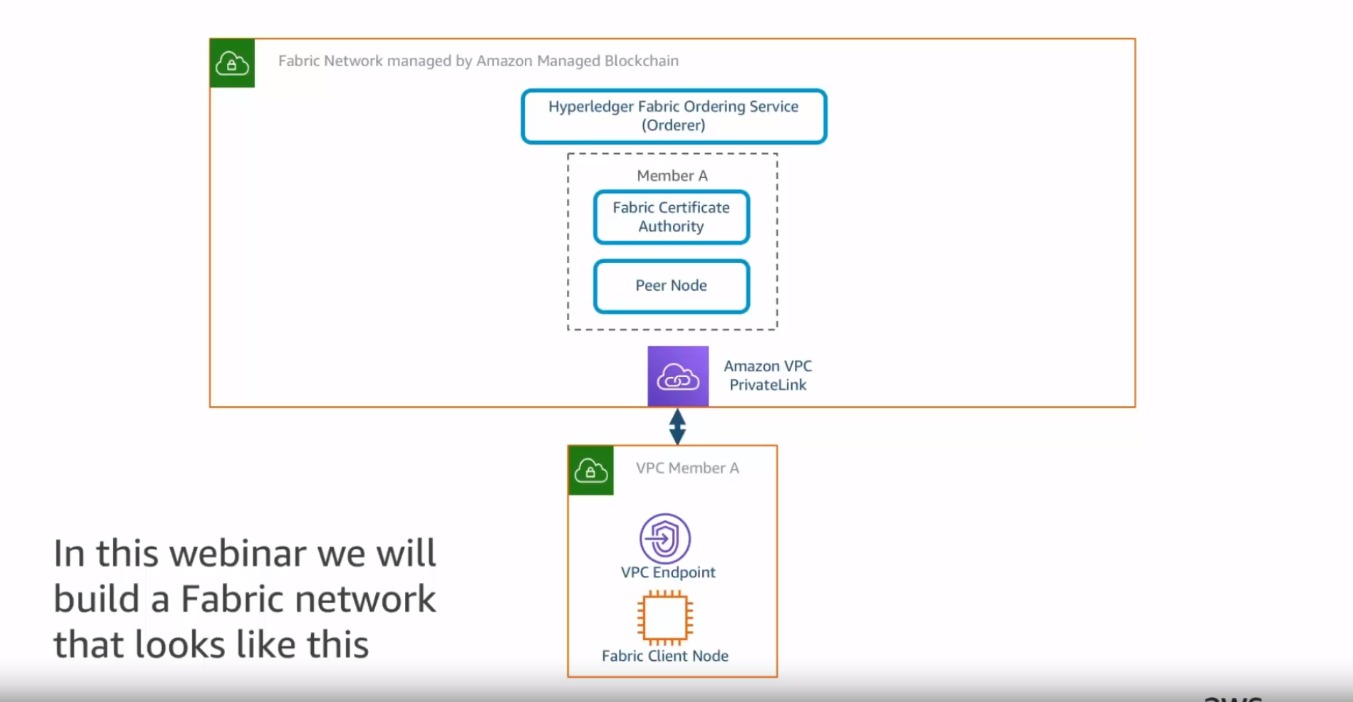 Fabric Network managed by Amazon Managed Blockchain
Hyperledger Fabric Ordering Service
(Orderer)
Member A
Fabric Certificate
Authority
Peer Node
Amazon VPC
PrivateLink
VPC Member A
VPC Endpoint
Fabric Client Node
In this webinar we will
build a Fabric network
that looks like this
aws